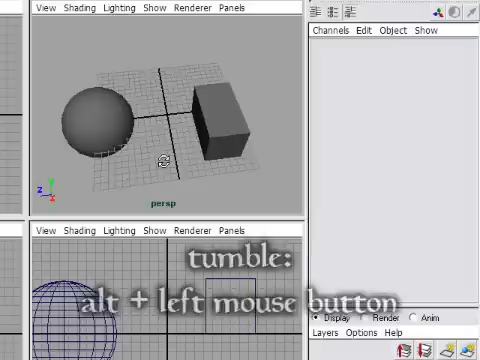 View Shading Lighting Show Renderer Panels
Channels Edit Object Show
Y
Z
X
persp
View Shading Lighting Show Renderer Panels
tumble:
alt + left mouse button
Display Render Anim
Layers Options Help